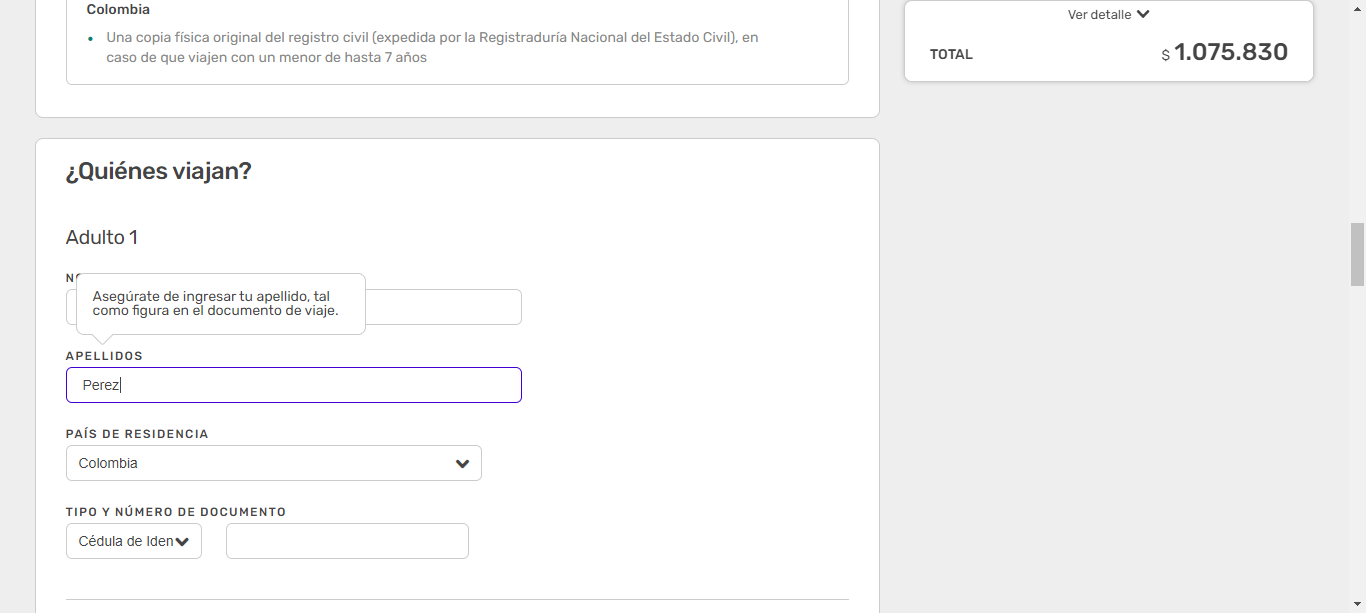 Colombia
Una copia física original del registro civil (expedida por la Registraduría Nacional del Estado Civil), en
caso de que viajen con un menor de hasta 7 años
Ver detalle
TOTAL
$ 1.075.830
¿Quiénes viajan?
Adulto 1
Asegúrate de ingresar tu apellido, tal
como figura en el documento de viaje.
APELLIDOS
Perez
PAÍS DE RESIDENCIA
Colombia
TIPO Y NÚMERO DE DOCUMENTO
Cédula de Iden